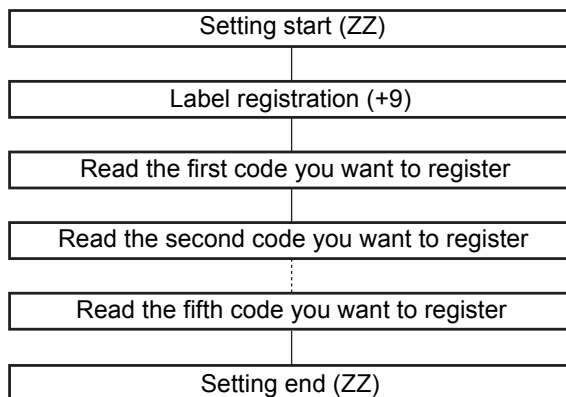 Setting start (ZZ)
Label registration (+9)
Read the first code you want to register
Read the second code you want to register
Read the fifth code you want to register
Setting end (ZZ)